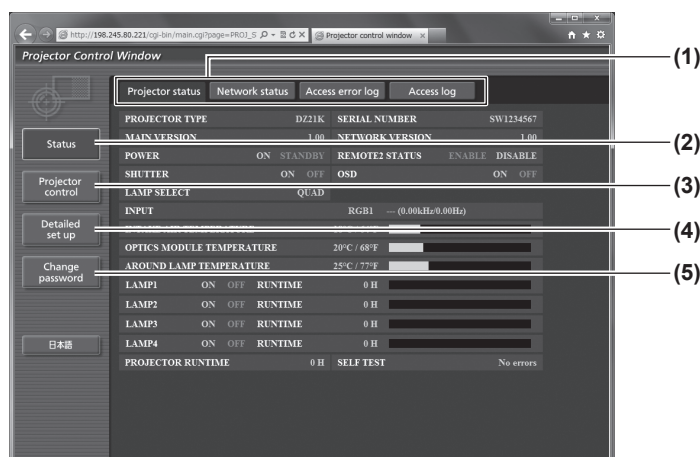 http://198.245.80.221/cgi-bin/main.cgi?page=PROJ_S
Projector control window
Projector Control Window
(1)
Projector status Network status Access error log Access log
PROJECTOR TYPE DZ21K SERIAL NUMBER SW1234567
Status
MAIN VERSION 1.00 NETWORK VERSION 1.00
(2)
POWER ON STANDBY REMOTE2 STATUS ENABLE DISABLE
SHUTTER ON OFF OSD ON OFF
Projector
control
(3)
LAMP SELECT QUAD
INPUT RGB1 --- (0.00kHz/0.00Hz)
Detailed
set up
(4)
OPTICS MODULE TEMPERATURE 20°C / 68°F
Change
password
AROUND LAMP TEMPERATURE 25°C / 77°F
(5)
LAMP1 ON OFF RUNTIME 0 H
LAMP2 ON OFF RUNTIME 0 H
LAMP3 ON OFF RUNTIME 0 H
日本語
LAMP4 ON OFF RUNTIME 0 H
PROJECTOR RUNTIME 0 H SELF TEST No errors